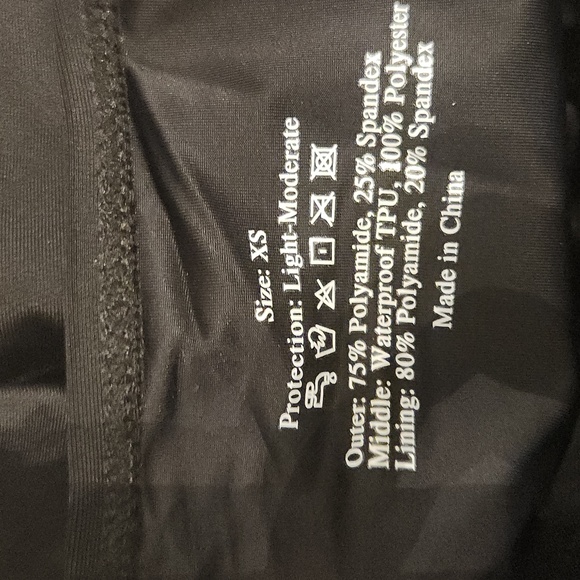 Size: XS
Protection: Light-Moderate
Outer: 75% Polyamide, 25% Spandex
Middle: Waterproof TPU, 100% Polyester
Lining: 80% Polyamide, 20% Spandex
Made in China